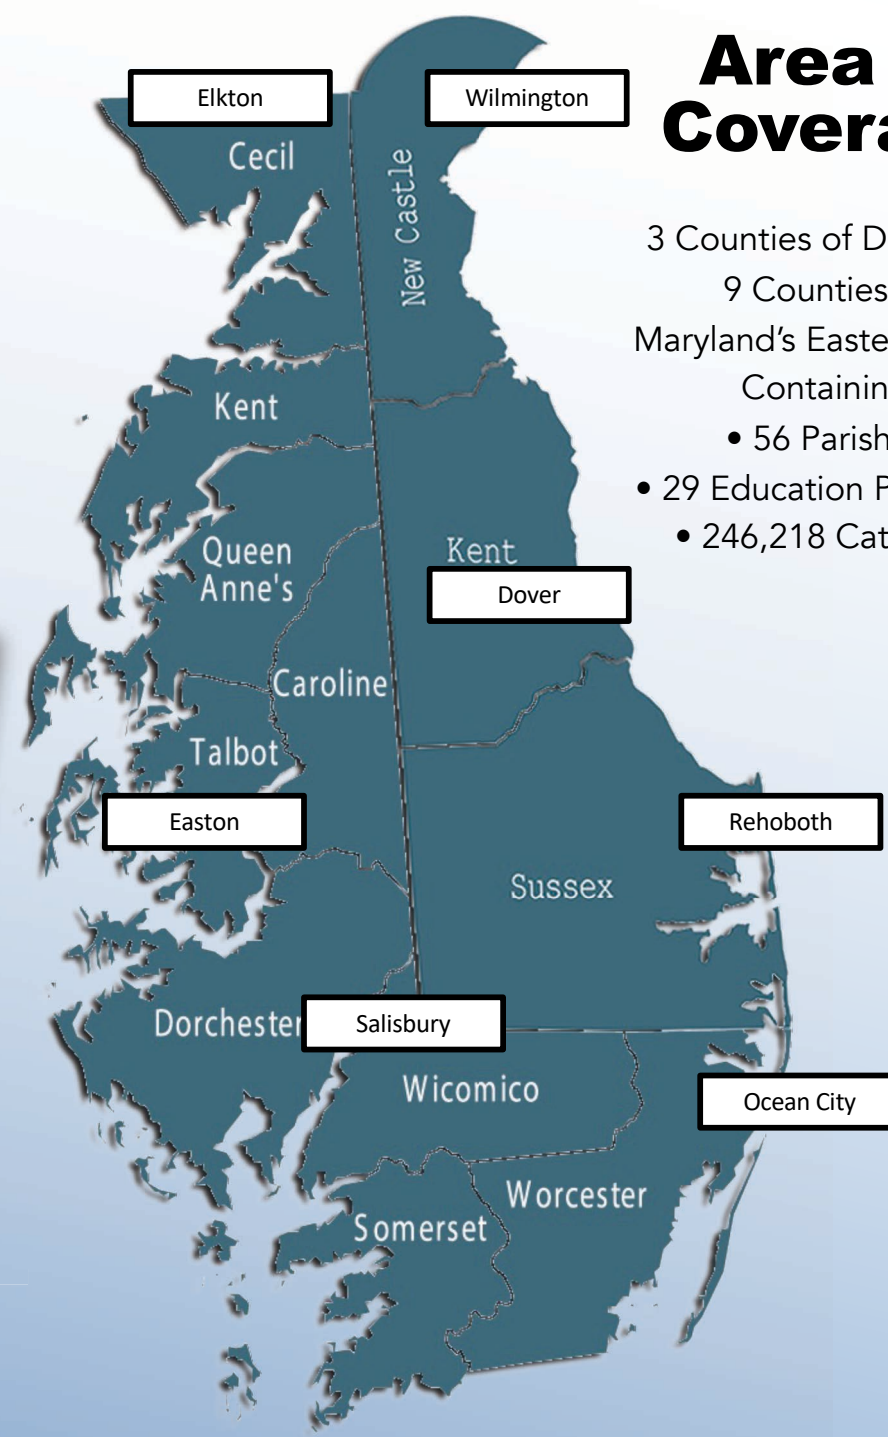 Area
Covera
3 Counties of D
9 Counties
Maryland's Easte
Containin
• 56 Parish
• 29 Education P
• 246,218 Cat
Elkton
Wilmington
Cecil
New Castle
Kent
Queen
Anne's
Kent
Dover
Caroline
Talbot
Easton
Rehoboth
Sussex
Dorchester
Salisbury
Wicomico
Ocean City
Worcester
Somerset